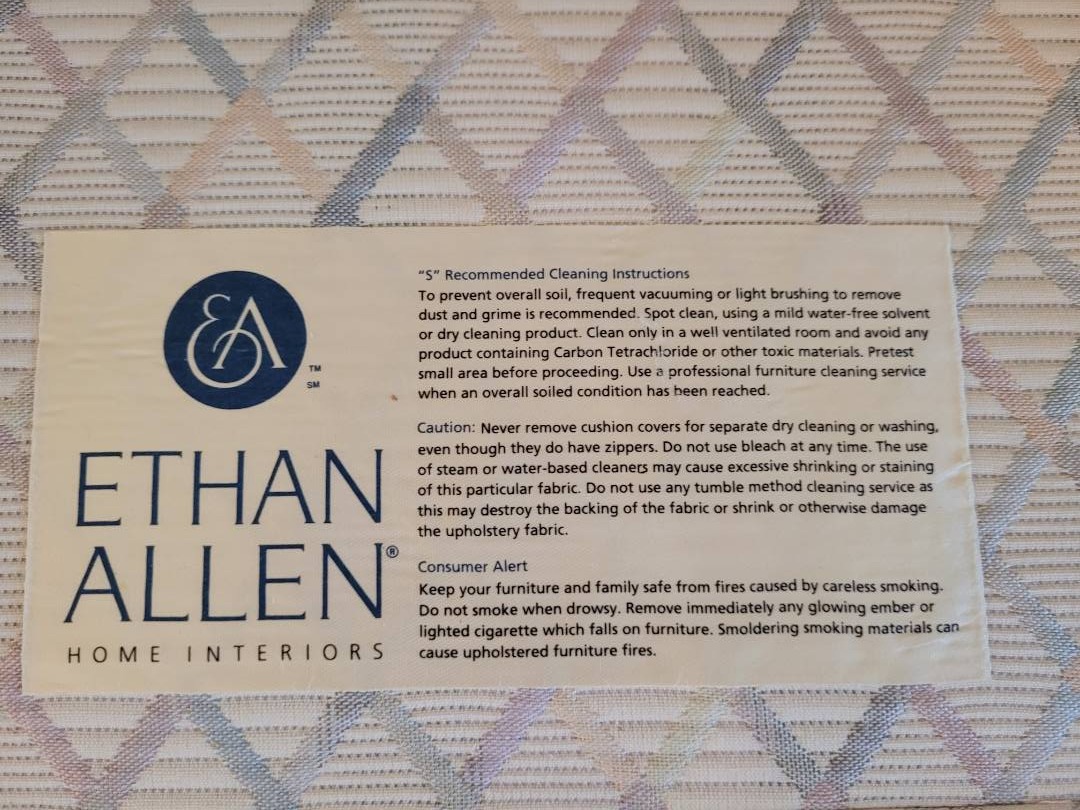 EA
TM
SM
ETHAN
ALLEN®
HOME INTERIORS
"S" Recommended Cleaning Instructions
To prevent overall soil, frequent vacuuming or light brushing to remove
dust and grime is recommended. Spot clean, using a mild water-free solvent
or dry cleaning product. Clean only in a well ventilated room and avoid any
product containing Carbon Tetrachloride or other toxic materials. Pretest
small area before proceeding. Use a professional furniture cleaning service
when an overall soiled condition has been reached.
Caution: Never remove cushion covers for separate dry cleaning or washing,
even though they do have zippers. Do not use bleach at any time. The use
of steam or water-based cleaners may cause excessive shrinking or staining
of this particular fabric. Do not use any tumble method cleaning service as
this may destroy the backing of the fabric or shrink or otherwise damage
the upholstery fabric.
Consumer Alert
Keep your furniture and family safe from fires caused by careless smoking.
Do not smoke when drowsy. Remove immediately any glowing ember or
lighted cigarette which falls on furniture. Smoldering smoking materials can
cause upholstered furniture fires.